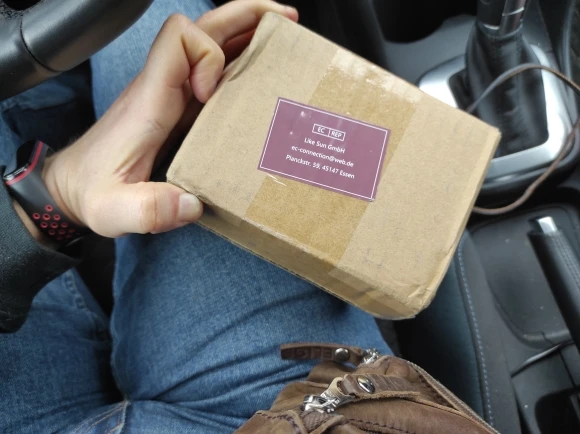 EC REP
Like Sun GmbH
ec-connection@web.de
Planckstr. 59, 45147 Essen